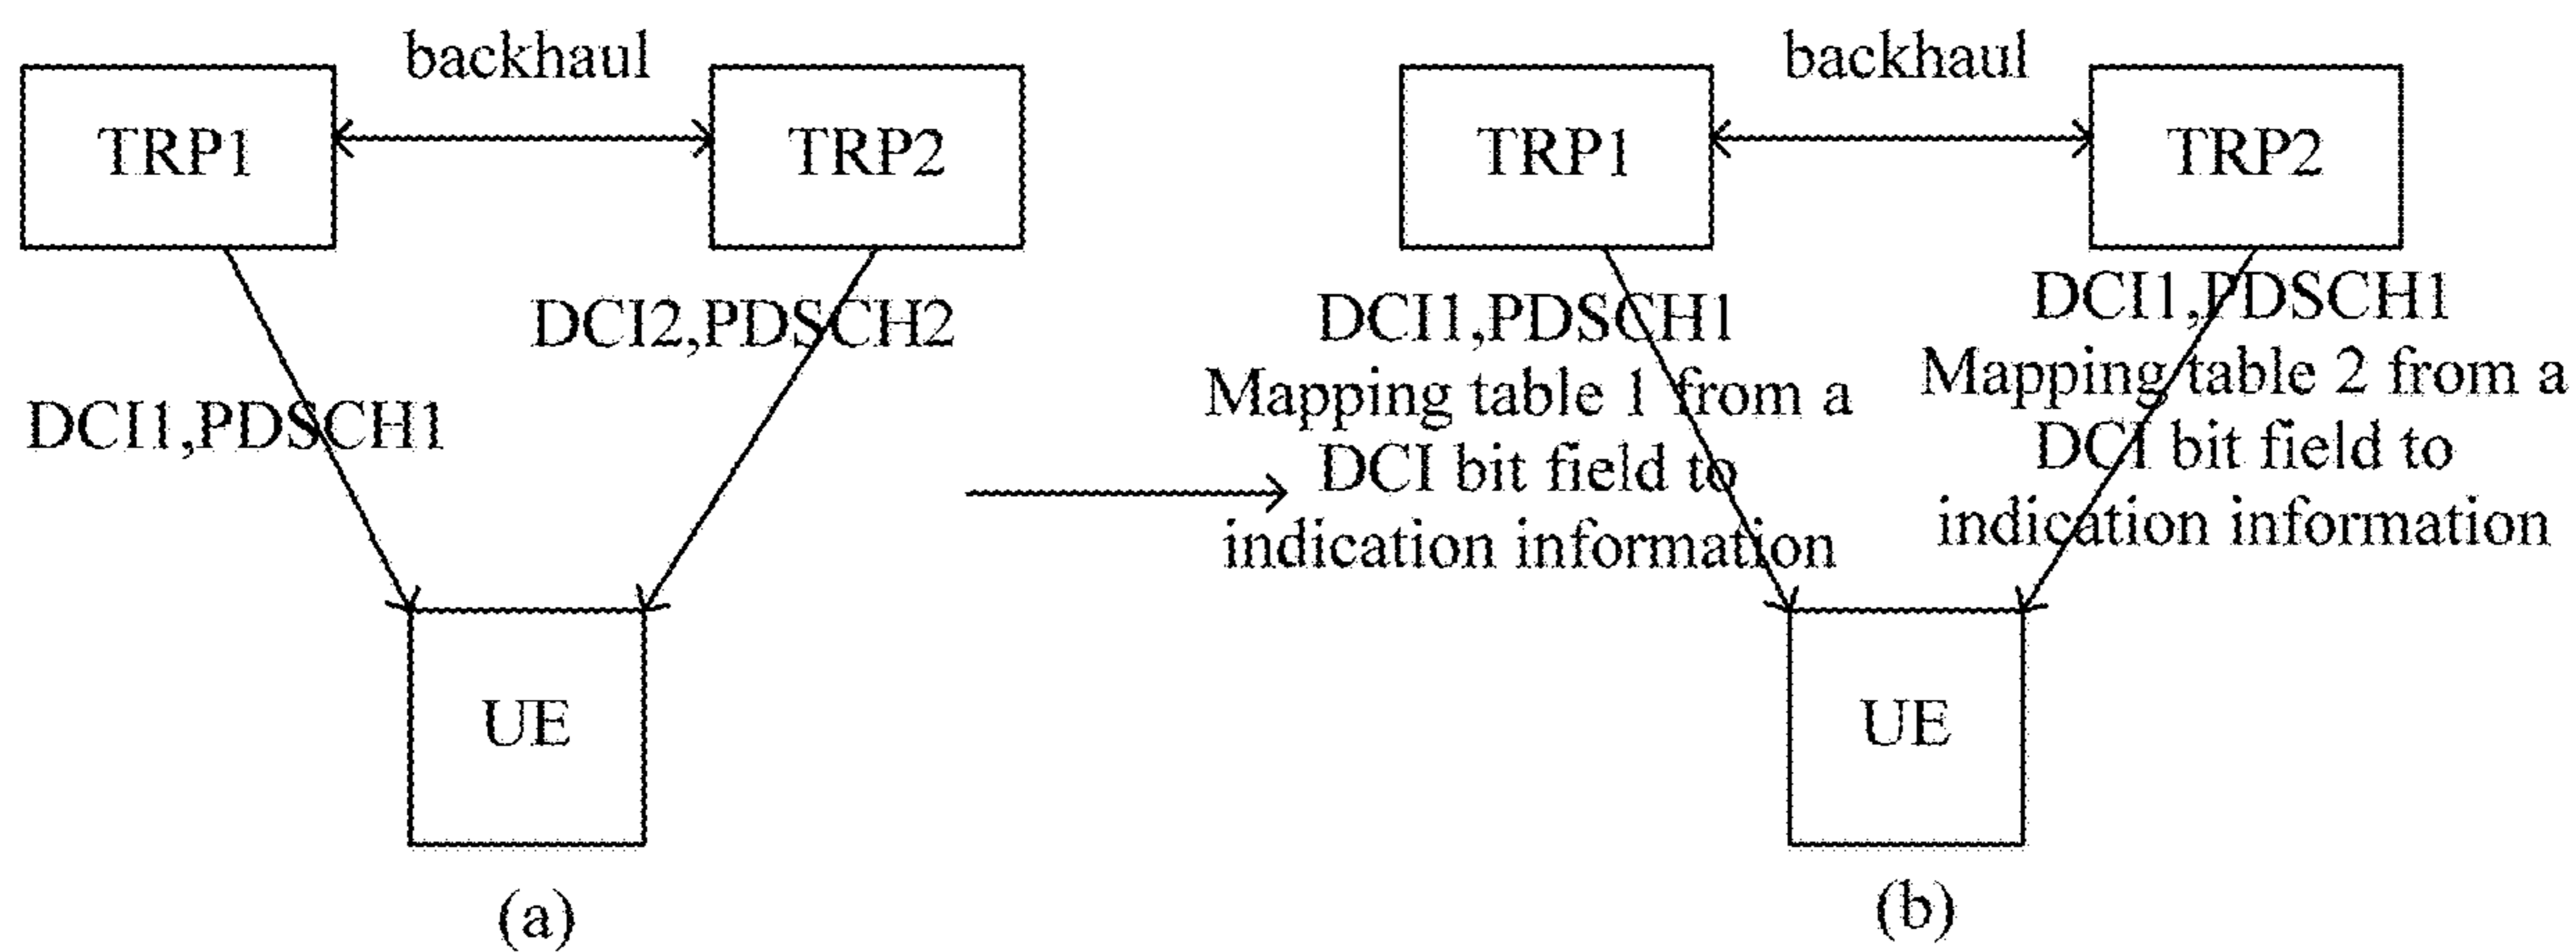 backhaul
TRP1
TRP2
DCI2,PDSCH2
DCI1,PDSCH1
UE
(a)
backhaul
TRP1
TRP2
DCI1,PDSCH1
Mapping table 1 from a
DCI bit field to
indication information
DCI1,PDSCH1
Mapping table 2 from a
DCI bit field to
indication information
UE
(b)